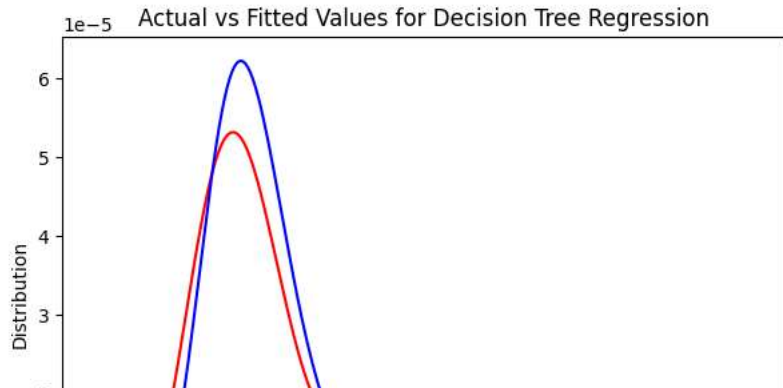 Actual vs Fitted Values for Decision Tree Regression
1e−5
6
5
4
3
Distribution